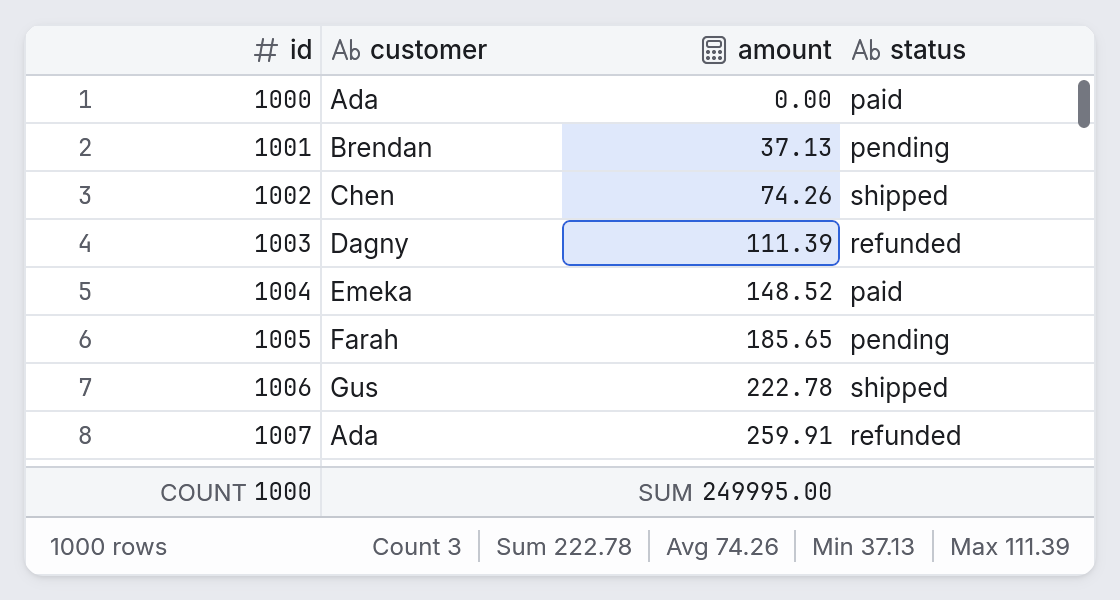 # id Ab customer amount Ab status
1 1000 Ada 0.00 paid
2 1001 Brendan 37.13 pending
3 1002 Chen 74.26 shipped
4 1003 Dagny 111.39 refunded
5 1004 Emeka 148.52 paid
6 1005 Farah 185.65 pending
7 1006 Gus 222.78 shipped
8 1007 Ada 259.91 refunded
COUNT 1000 SUM 249995.00
1000 rows Count 3 Sum 222.78 Avg 74.26 Min 37.13 Max 111.39